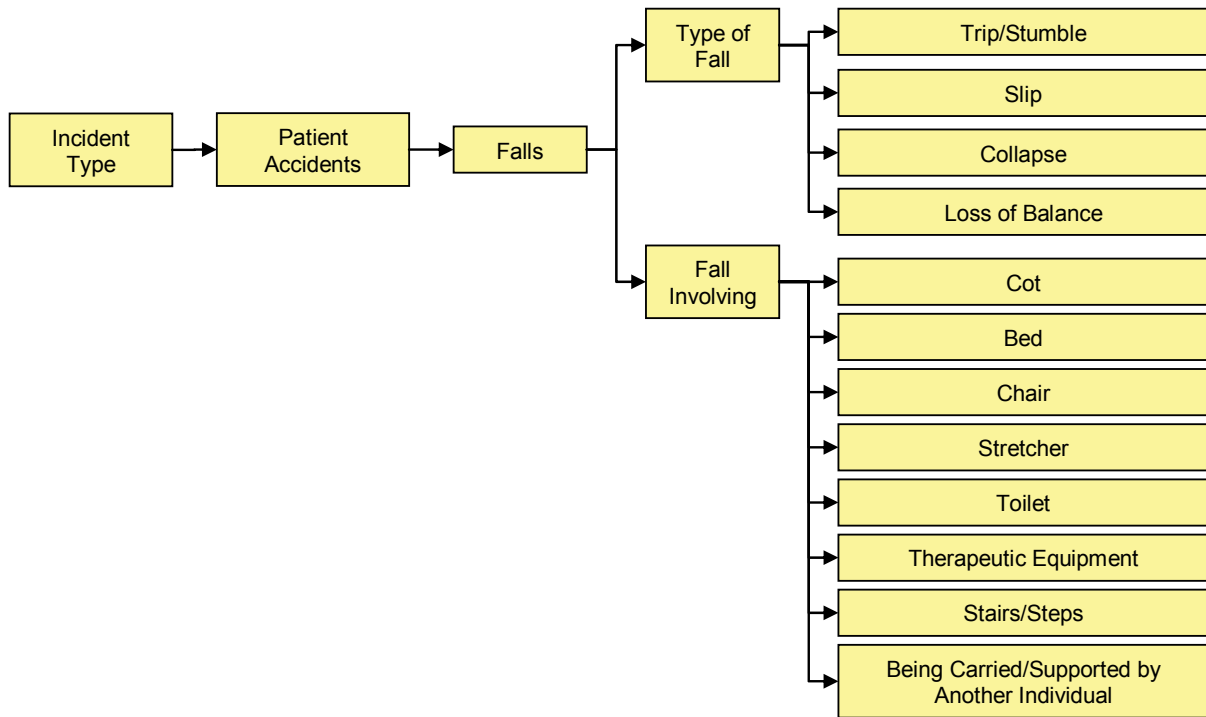 Incident
Type
Patient
Accidents
Falls
Type of
Fall
Trip/Stumble
Slip
Collapse
Loss of Balance
Fall
Involving
Cot
Bed
Chair
Stretcher
Toilet
Therapeutic Equipment
Stairs/Steps
Being Carried/Supported by
Another Individual